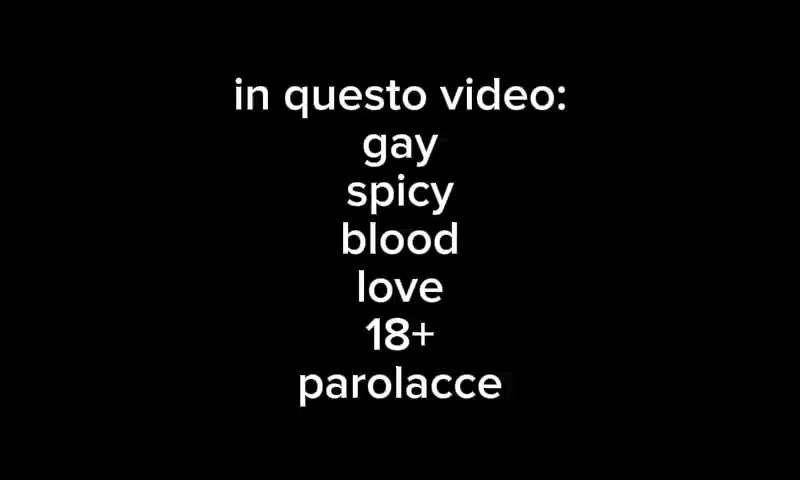 in questo video:
gay
spicy
blood
love
18+
parolacce